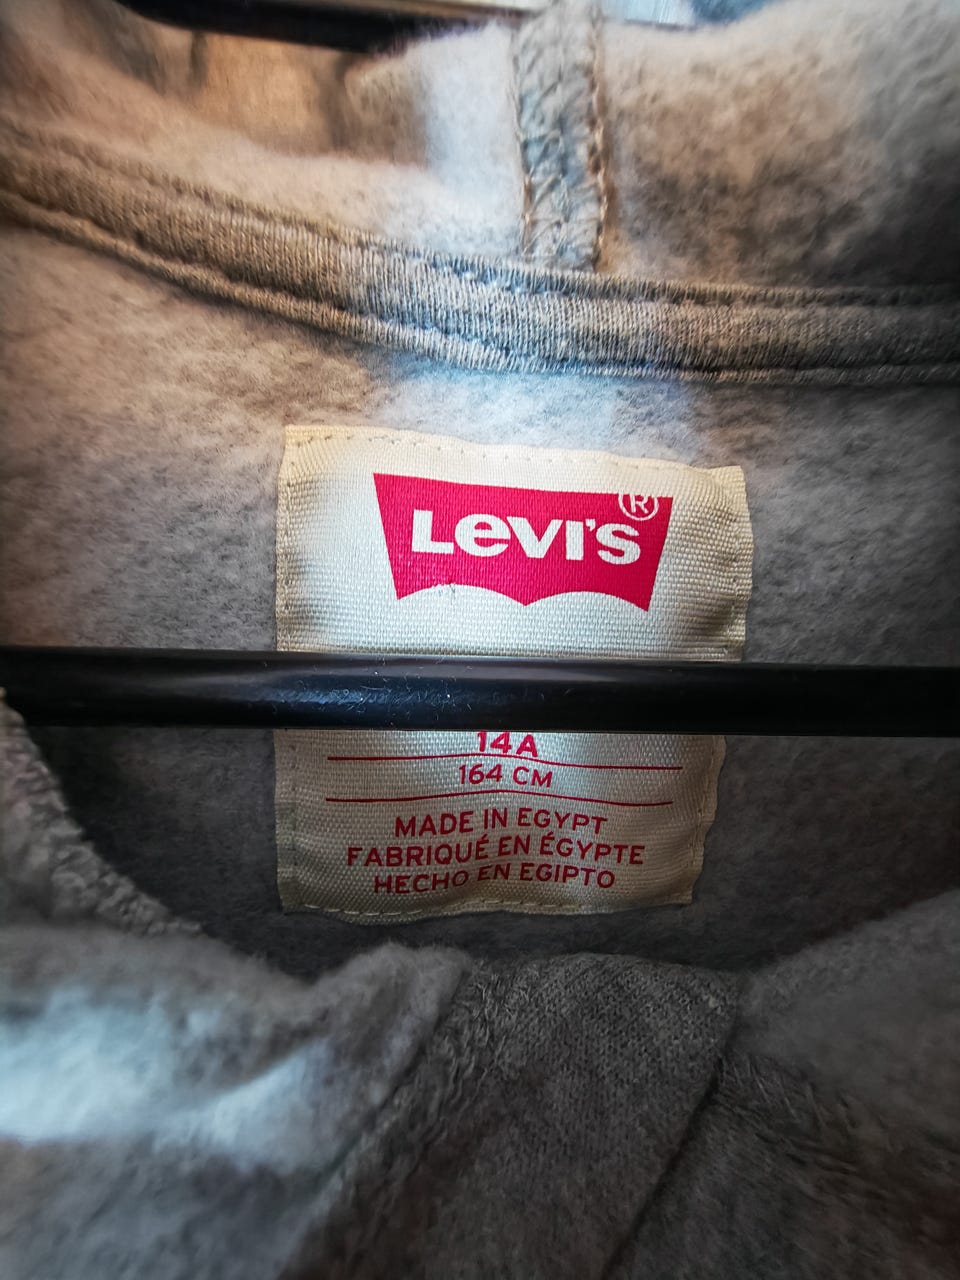 LEVI'S®
14A
164 CM
MADE IN EGYPT
FABRIQUÉ EN ÉGYPTE
HECHO EN EGIPTO